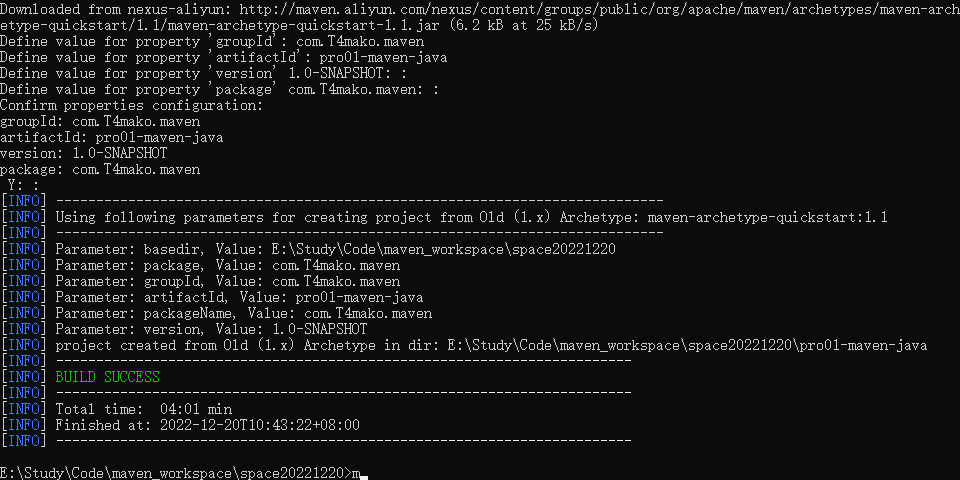 Downloaded from nexus-aliyun: http://maven.aliyun.com/nexus/content/groups/public/org/apache/maven/archetypes/maven-arch
etype-quickstart/1.1/maven-archetype-quickstart-1.1.jar (6.2 kB at 25 kB/s)
Define value for property 'groupId': com.T4mako.maven
Define value for property 'artifactId': pro01-maven-java
Define value for property 'version' 1.0-SNAPSHOT: :
Define value for property 'package' com.T4mako.maven: :
Confirm properties configuration:
groupId: com.T4mako.maven
artifactId: pro01-maven-java
version: 1.0-SNAPSHOT
package: com.T4mako.maven
 Y: :
[INFO] ----------------------------------------------------------------------------
[INFO] Using following parameters for creating project from Old (1.x) Archetype: maven-archetype-quickstart:1.1
[INFO] ----------------------------------------------------------------------------
[INFO] Parameter: basedir, Value: E:\Study\Code\maven_workspace\space20221220
[INFO] Parameter: package, Value: com.T4mako.maven
[INFO] Parameter: groupId, Value: com.T4mako.maven
[INFO] Parameter: artifactId, Value: pro01-maven-java
[INFO] Parameter: packageName, Value: com.T4mako.maven
[INFO] Parameter: version, Value: 1.0-SNAPSHOT
[INFO] project created from Old (1.x) Archetype in dir: E:\Study\Code\maven_workspace\space20221220\pro01-maven-java
[INFO] ------------------------------------------------------------------------
[INFO] BUILD SUCCESS
[INFO] ------------------------------------------------------------------------
[INFO] Total time:  04:01 min
[INFO] Finished at: 2022-12-20T10:43:22+08:00
[INFO] ------------------------------------------------------------------------
E:\Study\Code\maven_workspace\space20221220>m